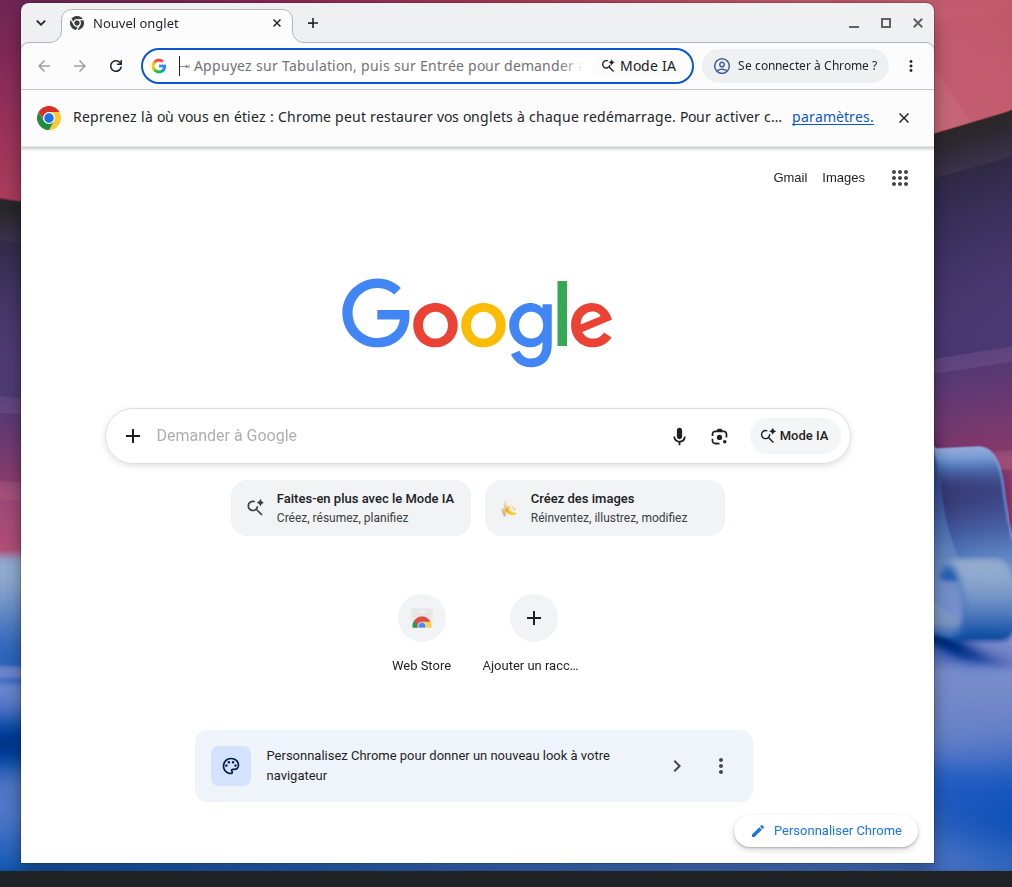 Nouvel onglet
Appuyez sur Tabulation, puis sur Entrée pour demander
Mode IA
Se connecter à Chrome ?
Reprenez là où vous en étiez : Chrome peut restaurer vos onglets à chaque redémarrage. Pour activer c... paramètres.
Gmail Images
Google
Demander à Google
Mode IA
Faites-en plus avec le Mode IA
Créez, résumez, planifiez
Créez des images
Réinventez, illustrez, modifiez
Web Store
Ajouter un racc...
Personnalisez Chrome pour donner un nouveau look à votre
navigateur
Personnaliser Chrome